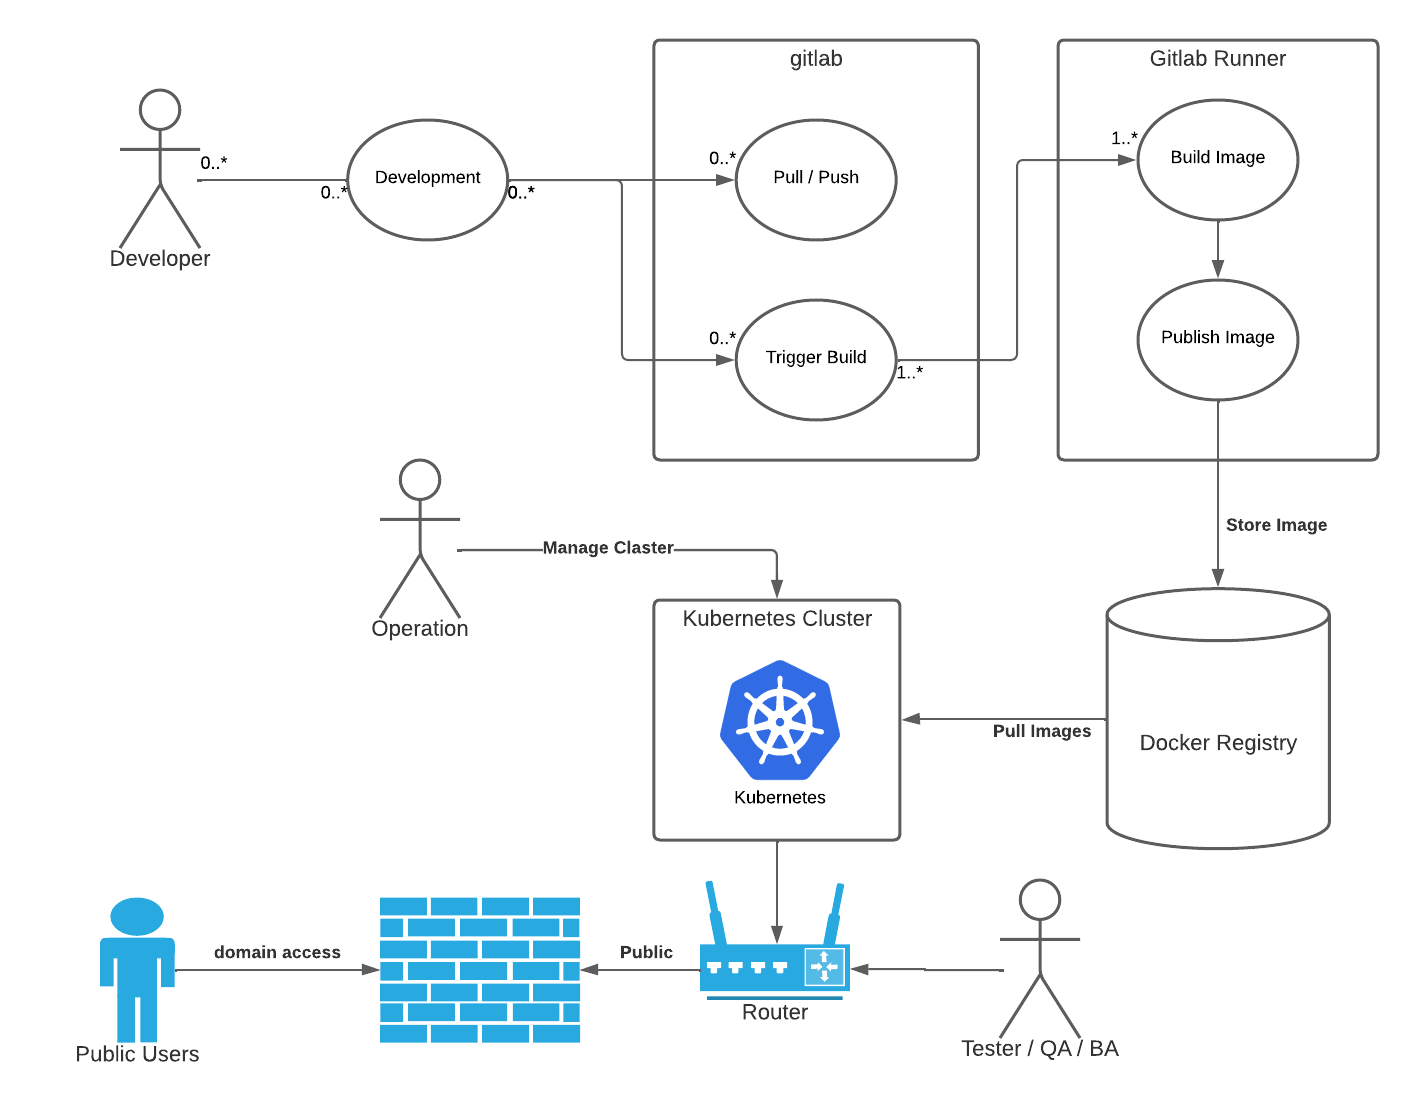 gitlab
Gitlab Runner
Developer
0..*
0..*
Development
0..*
0..*
Pull / Push
0..*
Trigger Build
1..*
1..*
Build Image
Publish Image
Store Image
Operation
Manage Claster
Kubernetes Cluster
Kubernetes
Pull Images
Docker Registry
Public Users
domain access
Public
Router
Tester / QA / BA